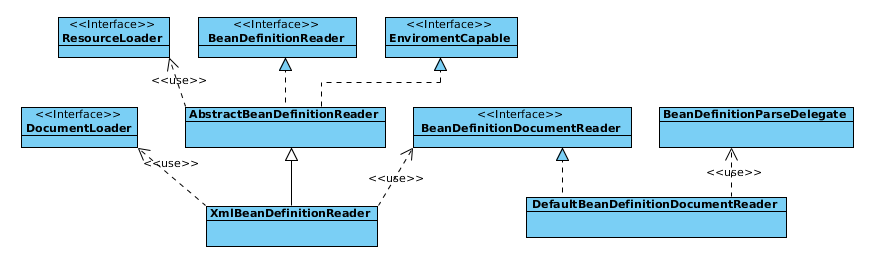 <<Interface>>
ResourceLoader
<<Interface>>
BeanDefinitionReader
<<Interface>>
EnviromentCapable
<<use>>
<<Interface>>
DocumentLoader
AbstractBeanDefinitionReader
<<Interface>>
BeanDefinitionDocumentReader
BeanDefinitionParseDelegate
<<use>>
<<use>>
<<use>>
XmlBeanDefinitionReader
DefaultBeanDefinitionDocumentReader